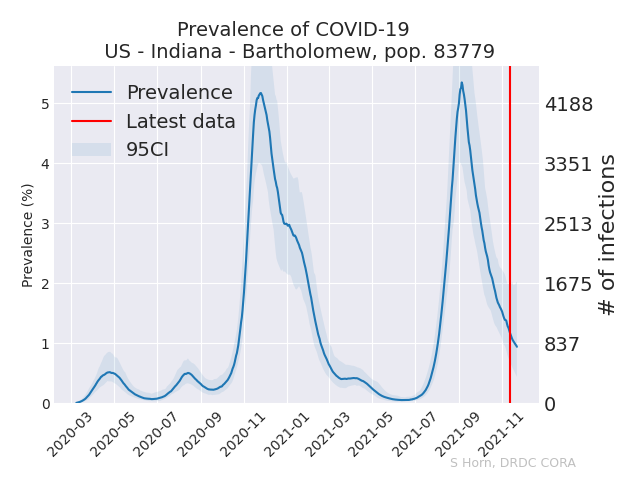 Prevalence of COVID-19
US - Indiana - Bartholomew, pop. 83779
Prevalence
Latest data
95CI
Prevalence (%)
5
4
3
2
1
0
4188
3351
2513
1675
837
0
# of infections
2020-03
2020-05
2020-07
2020-09
2020-11
2021-01
2021-03
2021-05
2021-07
2021-09
2021-11
S Horn, DRDC CORA